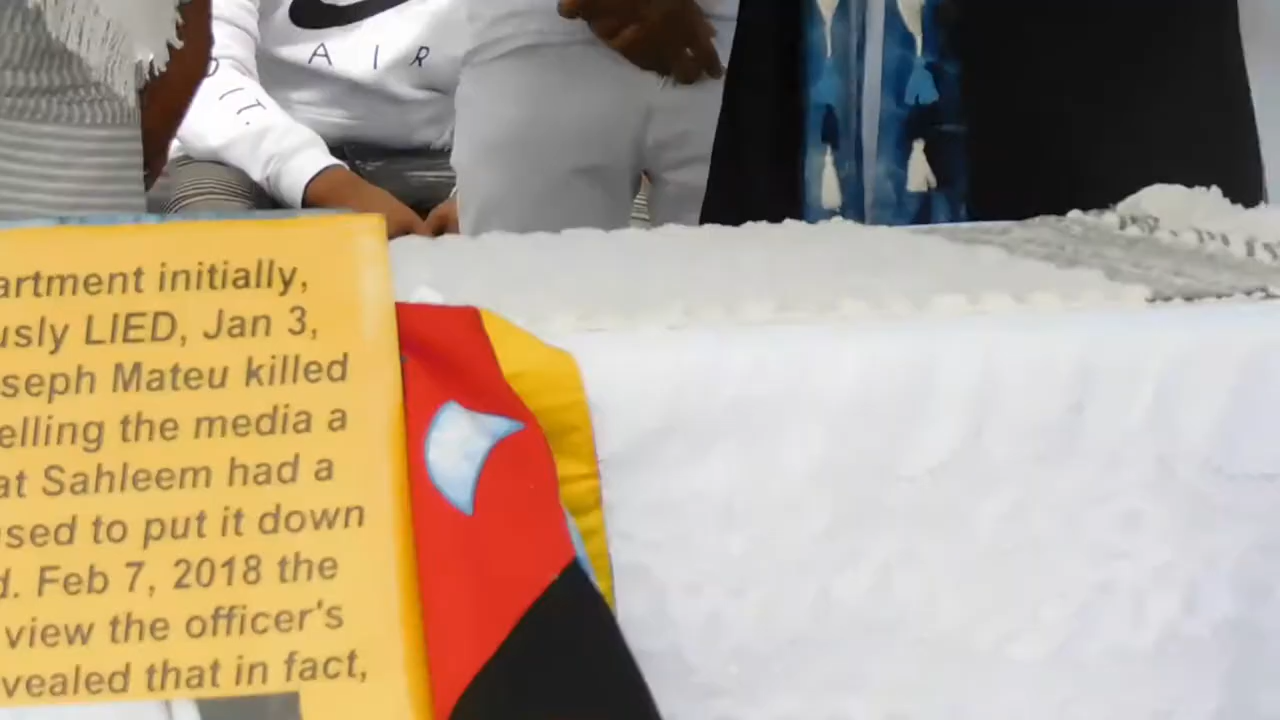 AIR
IT.
artment initially,
usly LIED, Jan 3,
seph Mateu killed
elling the media a
at Sahleem had a
sed to put it down
d. Feb 7, 2018 the
view the officer's
vealed that in fact,